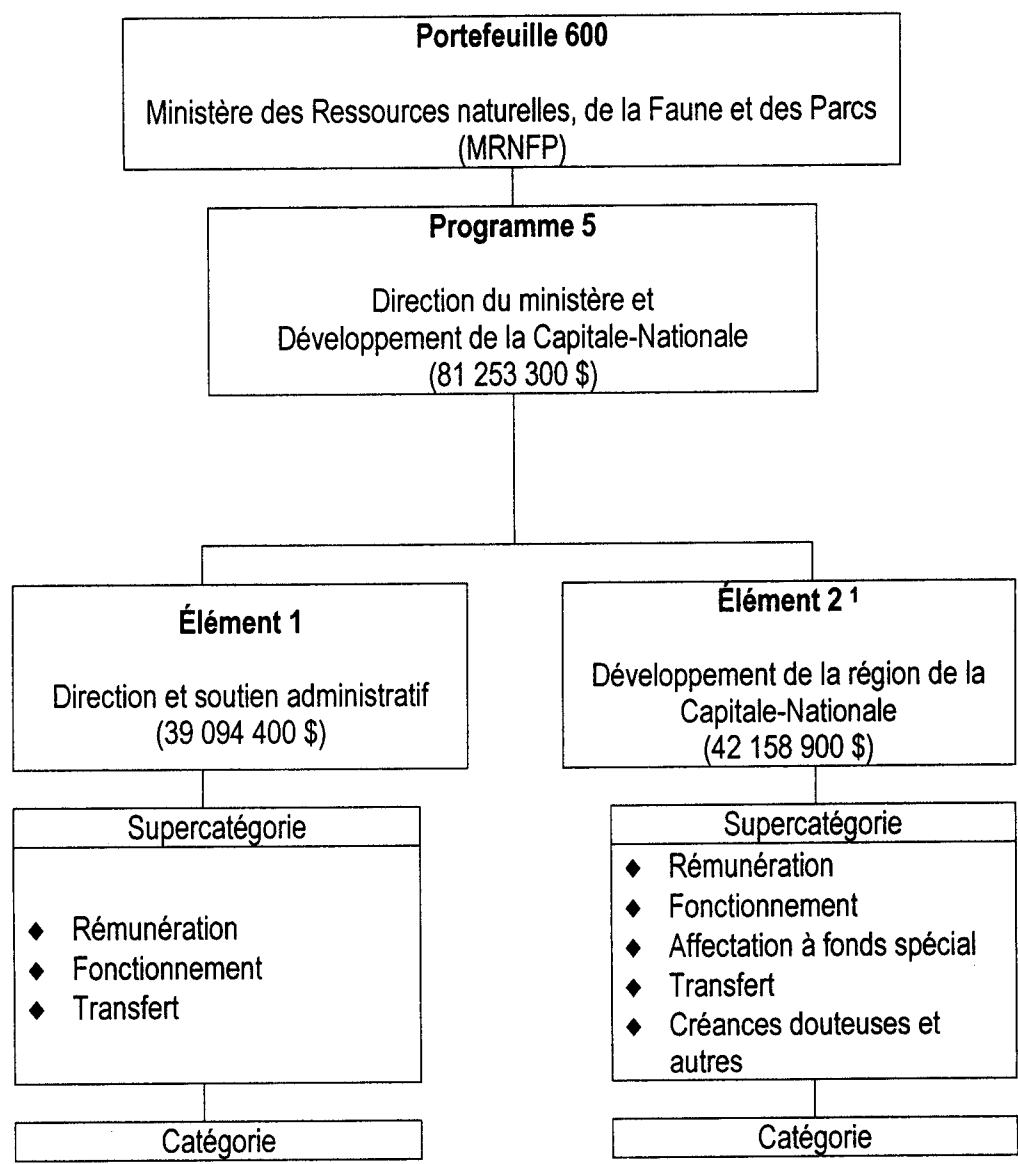 Portefeuille 600
Ministère des Ressources naturelles, de la Faune et des Parcs
(MRNFP)
Programme 5
Direction du ministère et
Développement de la Capitale-Nationale
(81 253 300 $)
Élément 1
Direction et soutien administratif
(39 094 400 $)
Supercatégorie
♦ Rémunération
♦ Fonctionnement
♦ Transfert
Catégorie
Élément 2 ¹
Développement de la région de la
Capitale-Nationale
(42 158 900 $)
Supercatégorie
♦ Rémunération
♦ Fonctionnement
♦ Affectation à fonds spécial
♦ Transfert
♦ Créances douteuses et
autres
Catégorie